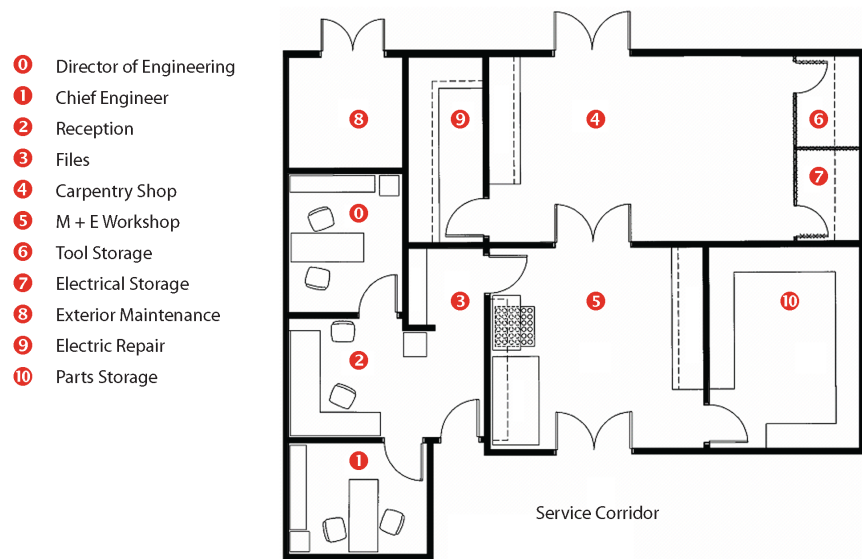 0 Director of Engineering
1 Chief Engineer
2 Reception
3 Files
4 Carpentry Shop
5 M + E Workshop
6 Tool Storage
7 Electrical Storage
8 Exterior Maintenance
9 Electric Repair
10 Parts Storage
8
9
4
6
7
0
3
5
10
2
1
Service Corridor